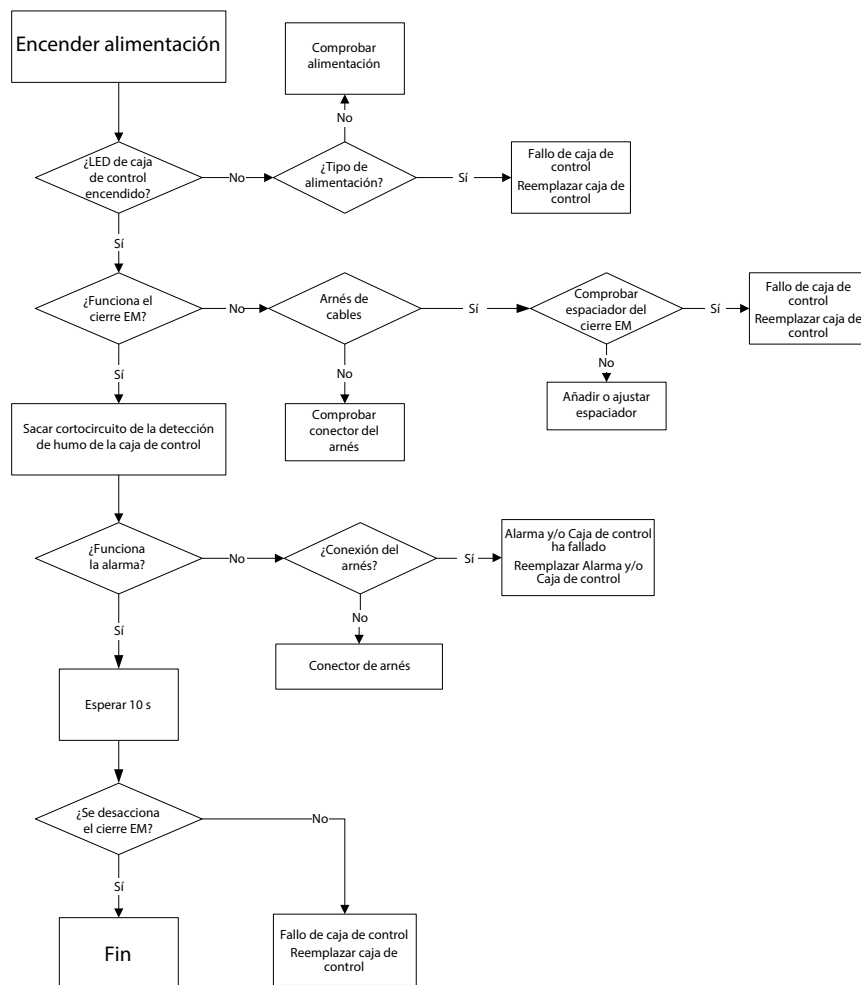 Encender alimentación
Comprobar
alimentación
No
¿LED de caja
de control
encendido?
No
¿Tipo de
alimentación?
Sí
Fallo de caja de
control
Reemplazar caja de
control
Sí
¿Funciona el
cierre EM?
No
Arnés de
cables
Sí
Comprobar
espaciador del
cierre EM
Sí
Fallo de caja de
control
Reemplazar caja de
control
Sí
No
No
Sacar cortocircuito de la detección
de humo de la caja de control
Comprobar
conector del
arnés
Añadir o ajustar
espaciador
¿Funciona
la alarma?
No
¿Conexión del
arnés?
Sí
Alarma y/o Caja de control
ha fallado
Reemplazar Alarma y/o
Caja de control
Sí
No
Conector de arnés
Esperar 10 s
¿Se desacciona
el cierre EM?
No
Sí
Fin
Fallo de caja de control
Reemplazar caja de
control